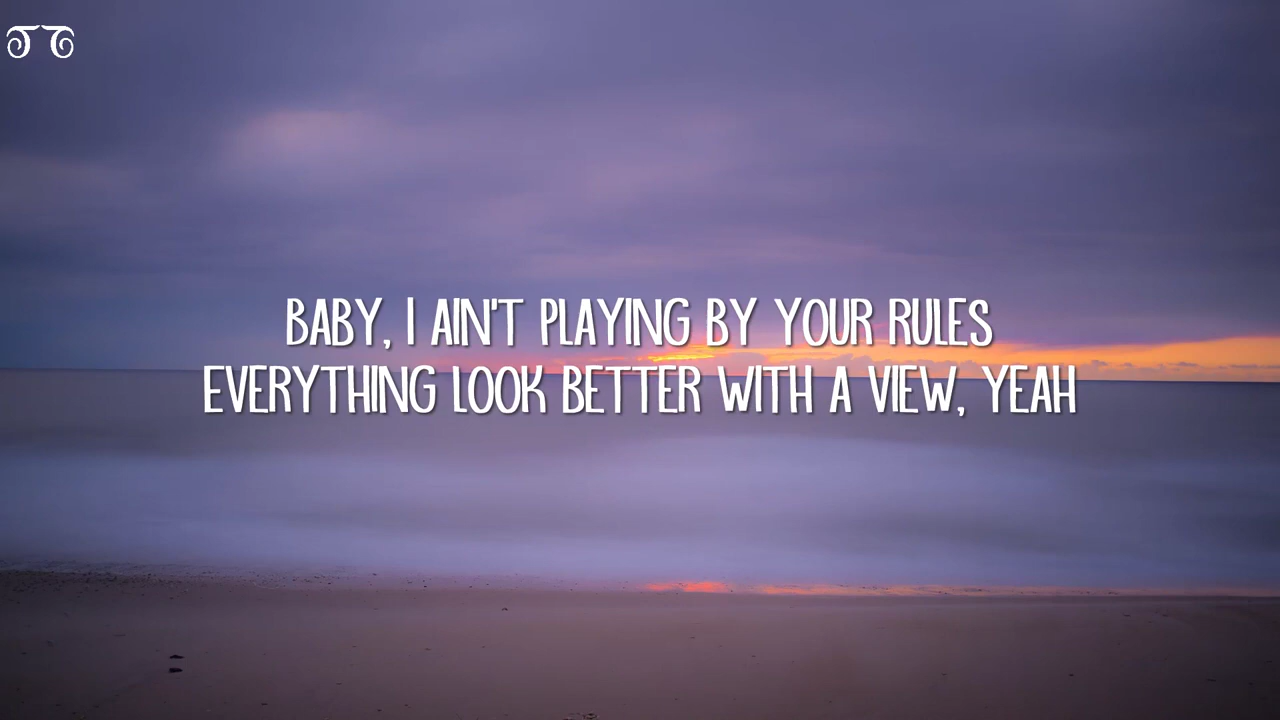 BABY, I AIN'T PLAYING BY YOUR RULES
EVERYTHING LOOK BETTER WITH A VIEW, YEAH